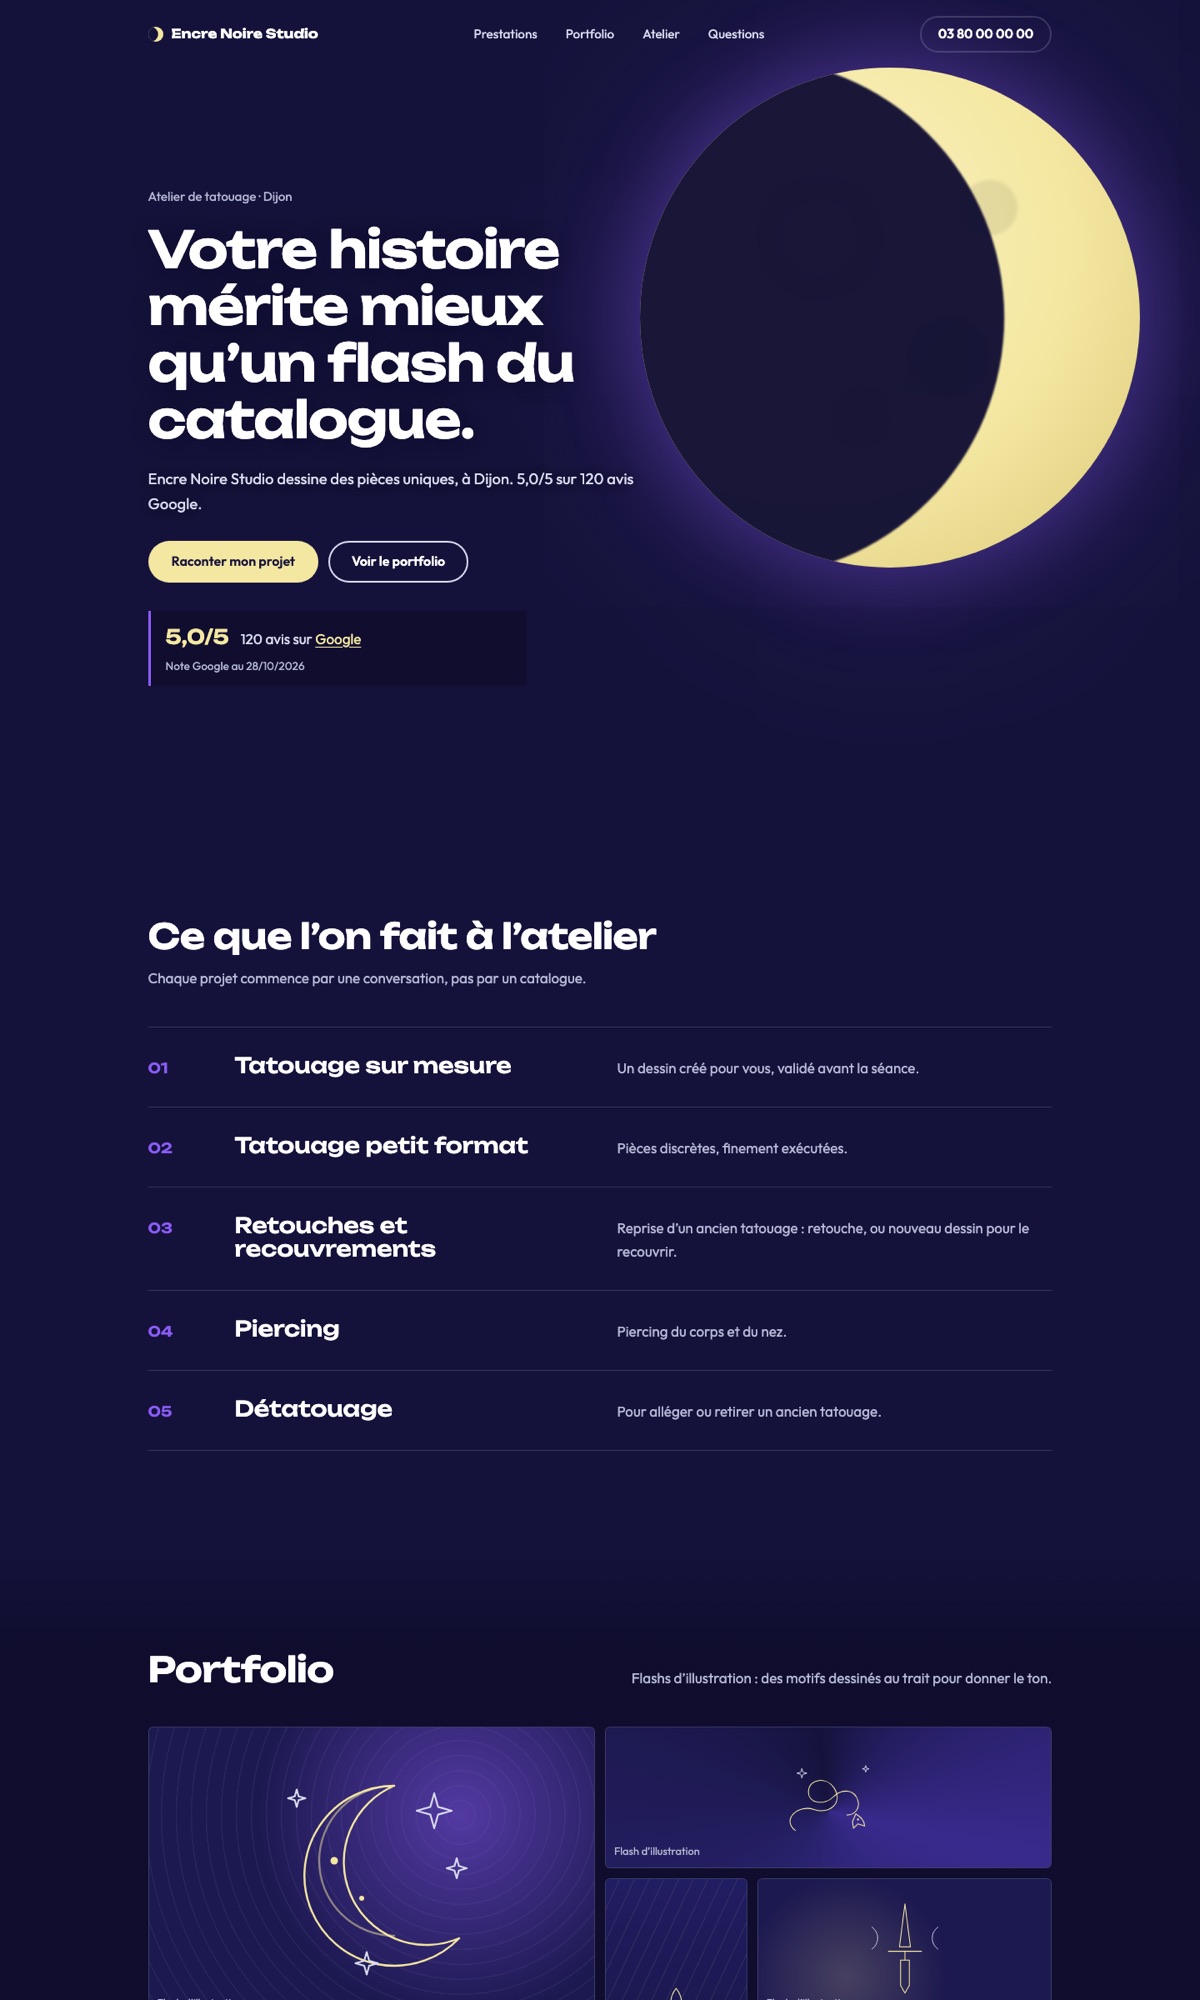 Encre Noire Studio
Prestations
Portfolio
Atelier
Questions
03 80 00 00 00
Atelier de tatouage · Dijon
Votre histoire
mérite mieux
qu’un flash du
catalogue.
Encre Noire Studio dessine des pièces uniques, à Dijon. 5,0/5 sur 120 avis
Google.
Raconter mon projet
Voir le portfolio
5,0/5 120 avis sur Google
Note Google au 28/10/2026
Ce que l’on fait à l’atelier
Chaque projet commence par une conversation, pas par un catalogue.
01
Tatouage sur mesure
Un dessin créé pour vous, validé avant la séance.
02
Tatouage petit format
Pièces discrètes, finement exécutées.
03
Retouches et
recouvrements
Reprise d’un ancien tatouage : retouche, ou nouveau dessin pour le
recouvrir.
04
Piercing
Piercing du corps et du nez.
05
Détatouage
Pour alléger ou retirer un ancien tatouage.
Portfolio
Flashs d’illustration : des motifs dessinés au trait pour donner le ton.
Flash d’illustration